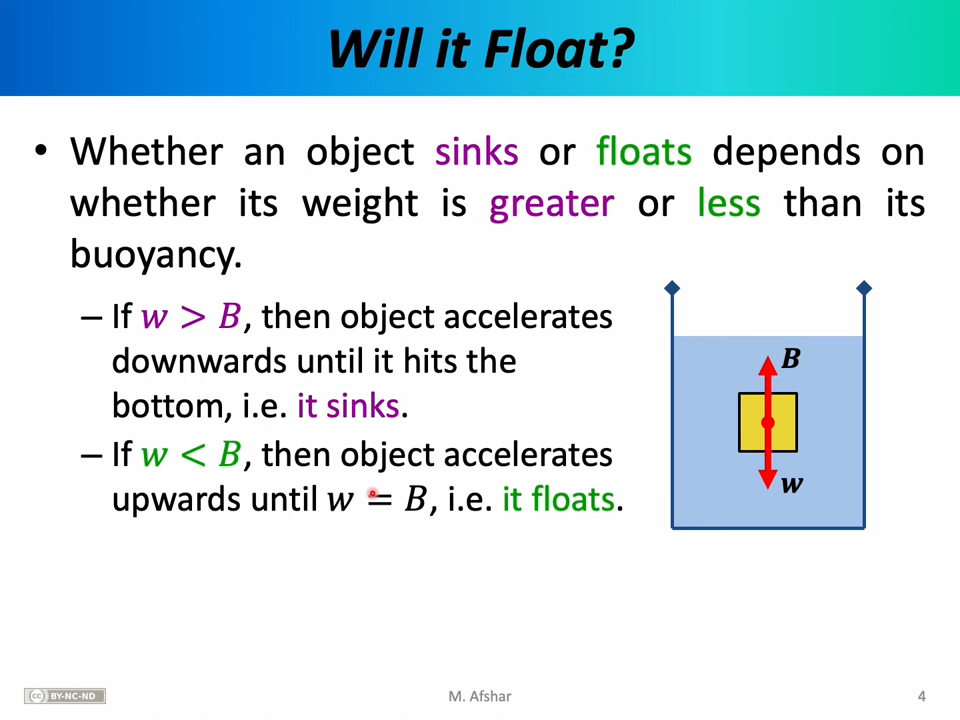 Will it Float?
• Whether an object sinks or floats depends on
whether its weight is greater or less than its
buoyancy.
– If w > B, then object accelerates
downwards until it hits the
bottom, i.e. it sinks.
– If w < B, then object accelerates
upwards until w = B, i.e. it floats.
B
w
cc BY-NC-ND
M. Afshar
4